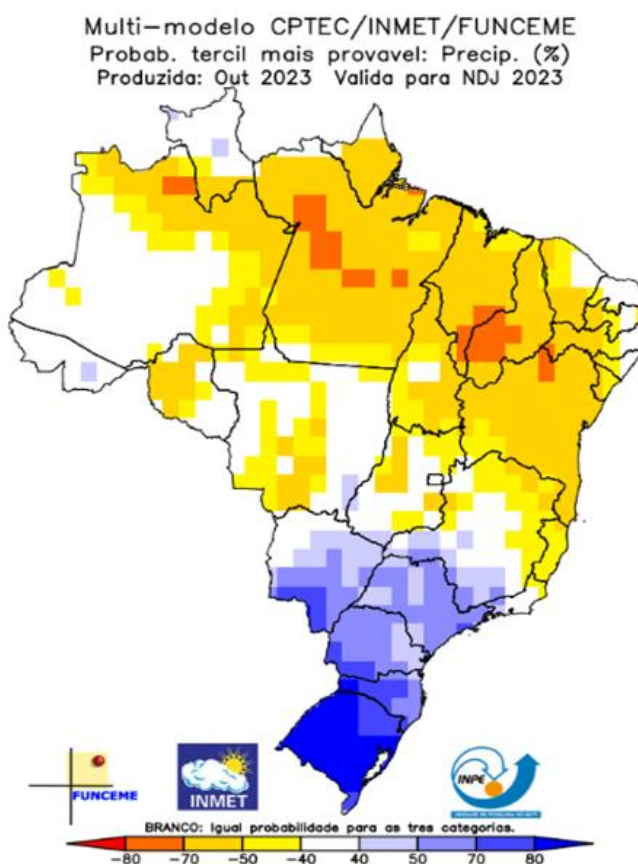 Multi-modelo CPTEC/INMET/FUNCEME
Probab. tercil mais provavel: Precip. (%)
Produzida: Out 2023 Valida para NDJ 2023
FUNCEME
INMET
INPE
BRANCO: Igual probabilidade para as tres categorias.
-80 -70 -50 -40 40 50 70 80